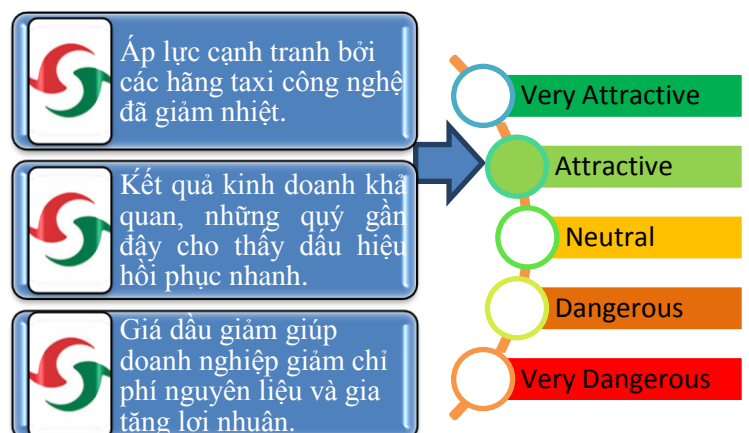 Áp lực cạnh tranh bởi
các hãng taxi công nghệ
đã giảm nhiệt.
Kết quả kinh doanh khả
quan, những quý gần
đây cho thấy dấu hiệu
hồi phục nhanh.
Giá dầu giảm giúp
doanh nghiệp giảm chi
phí nguyên liệu và gia
tăng lợi nhuận.
Very Attractive
Attractive
Neutral
Dangerous
Very Dangerous